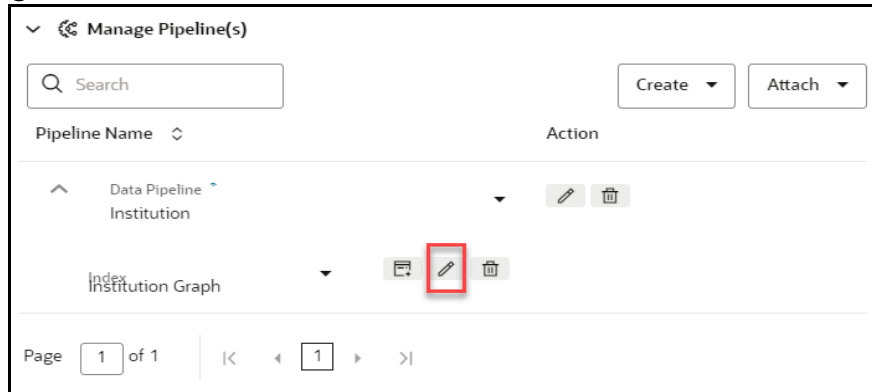 Manage Pipeline(s)
Search
Create
Attach
Pipeline Name
Action
Data Pipeline
Institution
Index
Institution Graph
Page 1 of 1
1